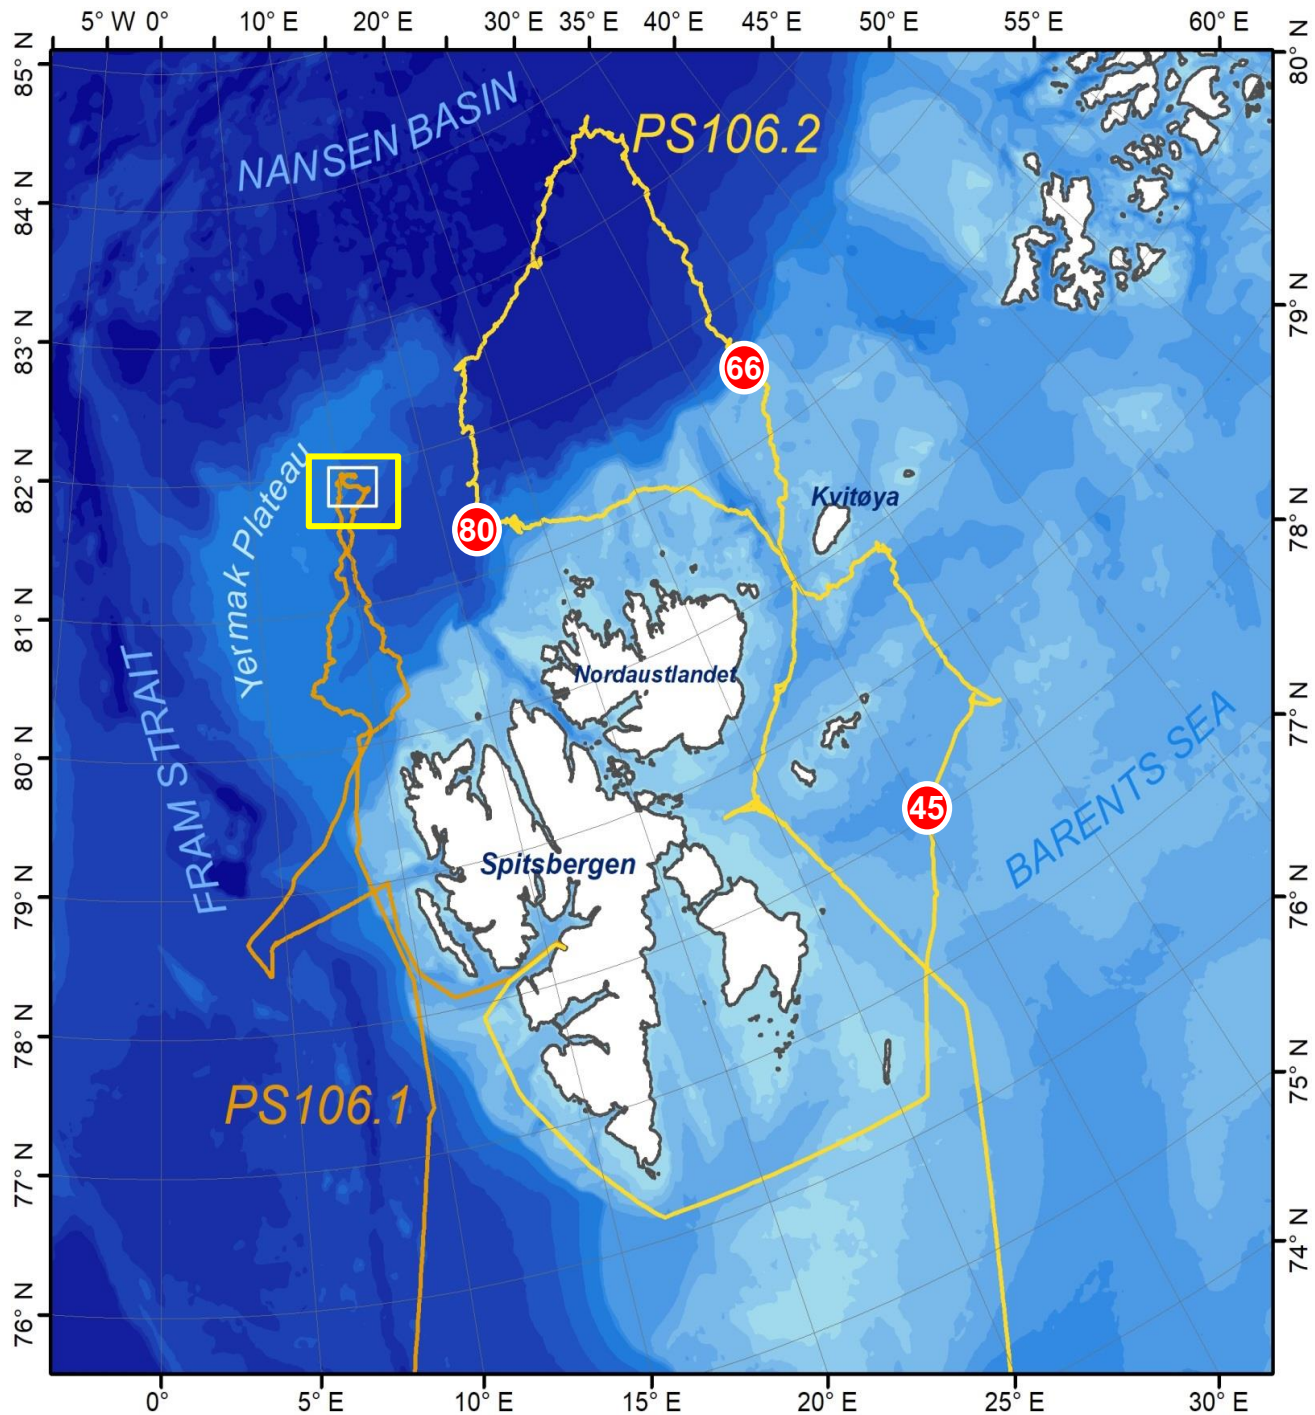 5° W 0° 10° E 20° E 30° E 35° E 40° E 45° E 50° E 55° E 60° E
85° N
84° N
83° N
82° N
81° N
80° N
79° N
78° N
77° N
76° N
80° N
79° N
78° N
77° N
76° N
75° N
74° N
NANSEN BASIN
PS106.2
66
Yermak Plateau
80
Kvitøya
Nordaustlandet
FRAM STRAIT
BARENTS SEA
45
Spitsbergen
PS106.1
0° 5° E 10° E 15° E 20° E 25° E 30° E